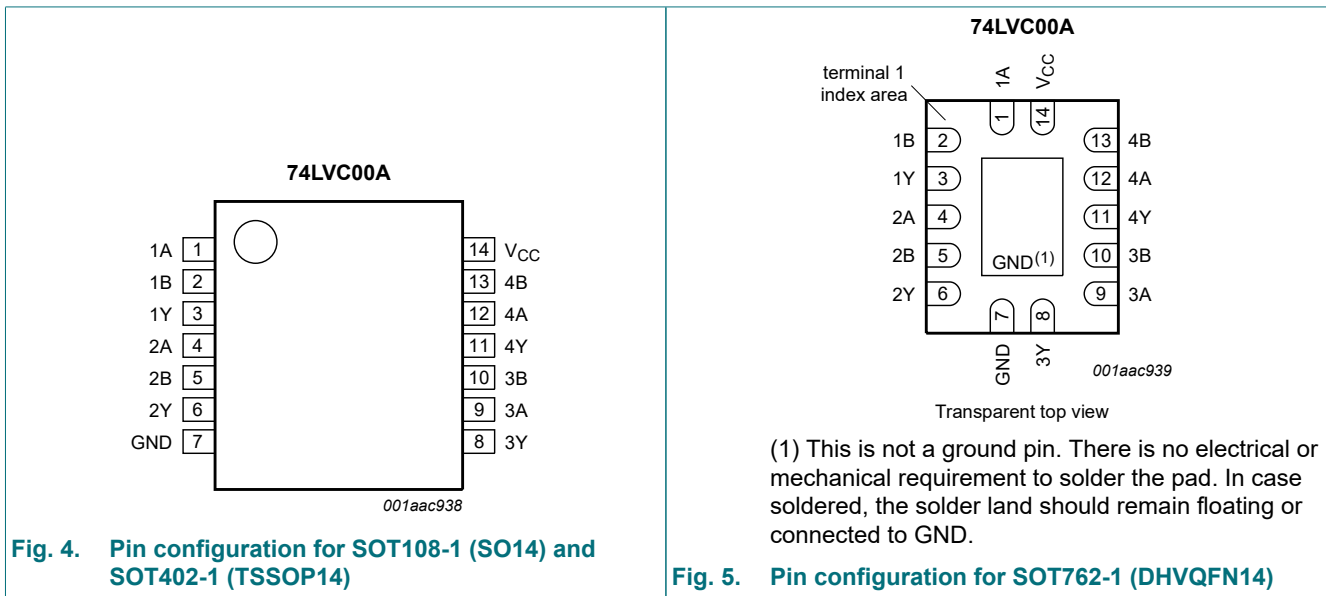 74LVC00A
1A 1
1B 2
1Y 3
2A 4
2B 5
2Y 6
GND 7
14 VCC
13 4B
12 4A
11 4Y
10 3B
9 3A
8 3Y
001aac938
Fig. 4. Pin configuration for SOT108-1 (SO14) and
SOT402-1 (TSSOP14)
74LVC00A
terminal 1
index area
1A
VCC
1
14
1B 2
1Y 3
2A 4
2B 5
2Y 6
13 4B
12 4A
11 4Y
10 3B
9 3A
GND(1)
7
8
GND
3Y
001aac939
Transparent top view
(1) This is not a ground pin. There is no electrical or
mechanical requirement to solder the pad. In case
soldered, the solder land should remain floating or
connected to GND.
Fig. 5. Pin configuration for SOT762-1 (DHVQFN14)